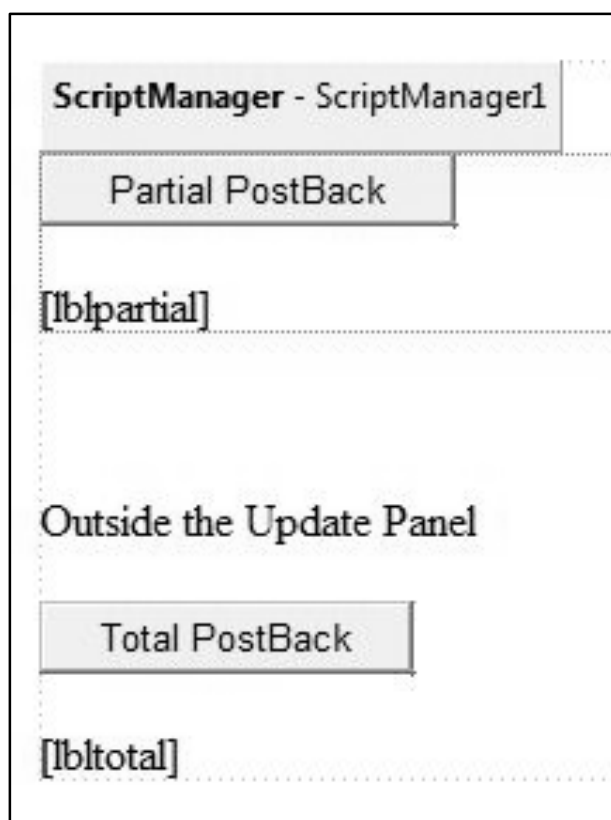 ScriptManager - ScriptManager1
Partial PostBack
[lblpartial]
Outside the Update Panel
Total PostBack
[lbltotal]